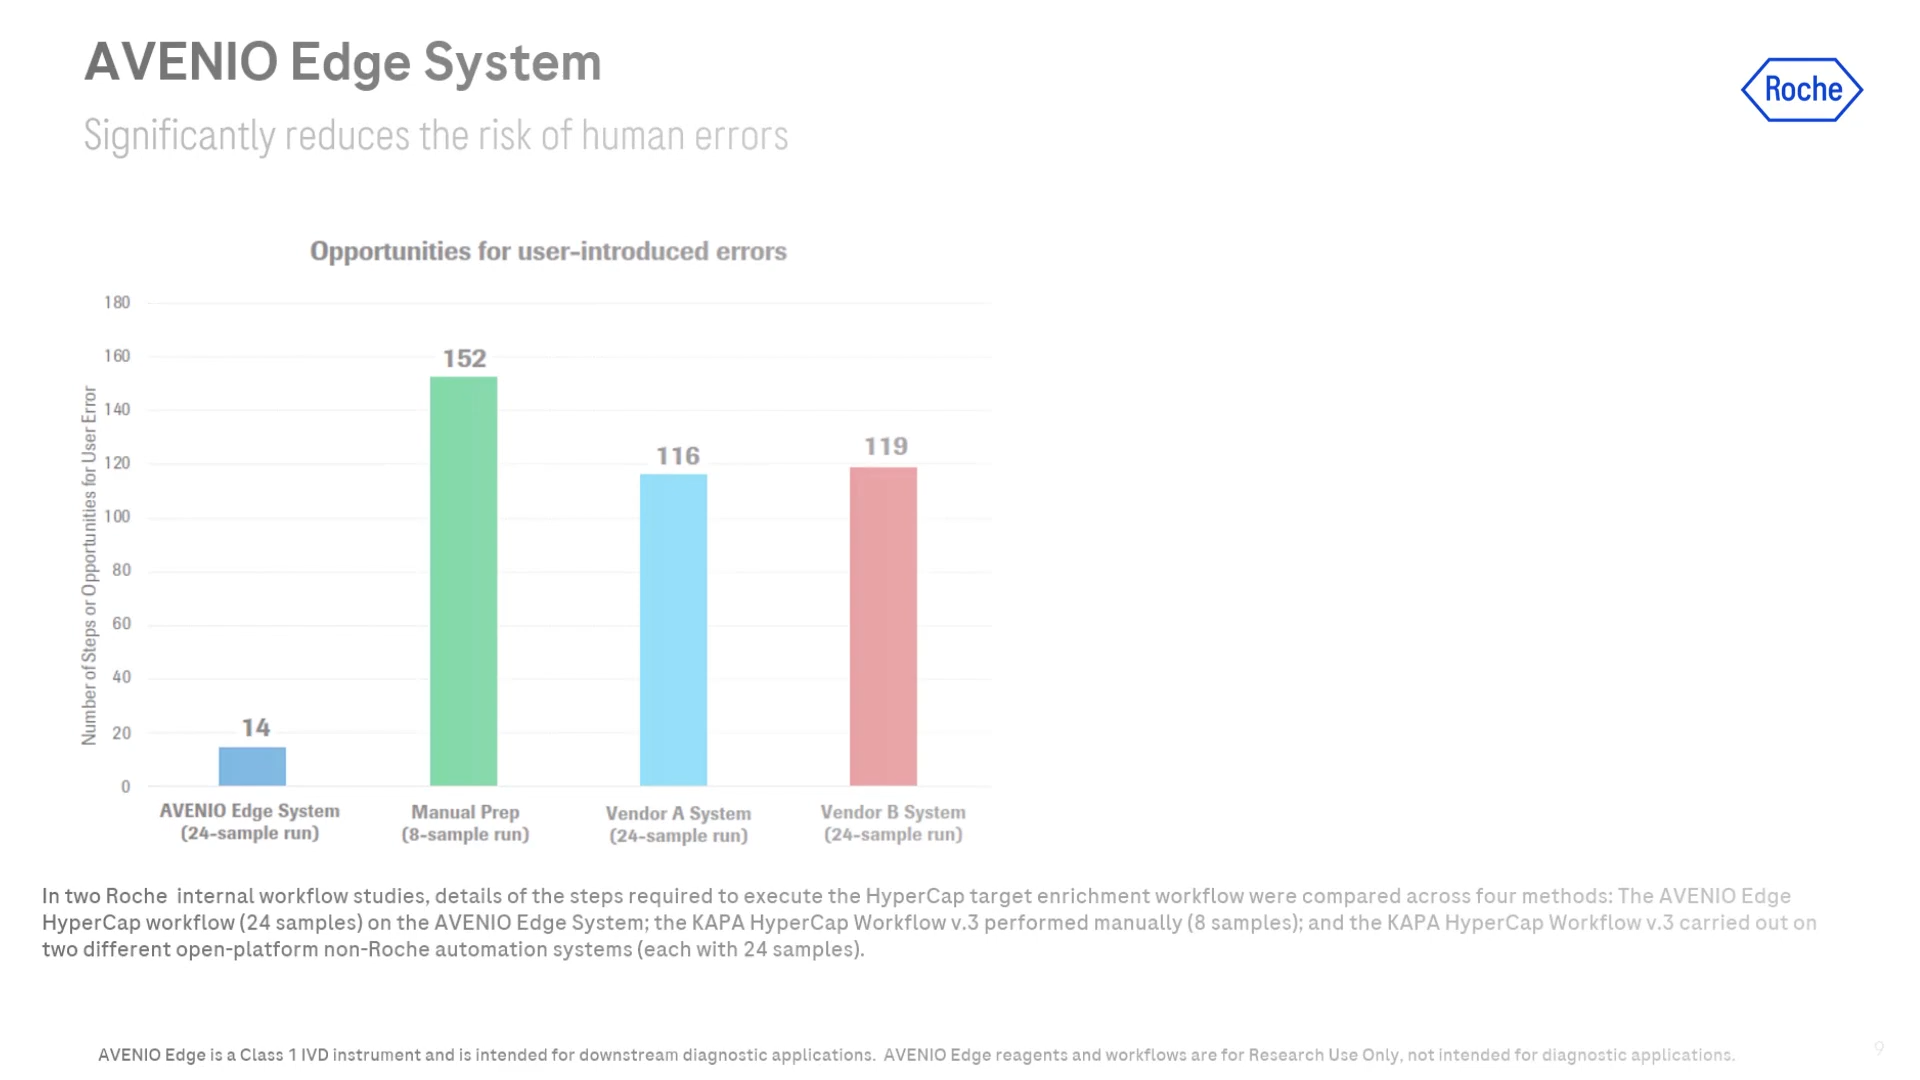 AVENIO Edge System
Significantly reduces the risk of human errors
Roche
Opportunities for user-introduced errors
Number of Steps or Opportunities for User Error
180
160
140
120
100
80
60
40
20
0
14
152
116
119
AVENIO Edge System
(24-sample run)
Manual Prep
(8-sample run)
Vendor A System
(24-sample run)
Vendor B System
(24-sample run)
In two Roche internal workflow studies, details of the steps required to execute the HyperCap target enrichment workflow were compared across four methods: The AVENIO Edge
HyperCap workflow (24 samples) on the AVENIO Edge System; the KAPA HyperCap Workflow v.3 performed manually (8 samples); and the KAPA HyperCap Workflow v.3 carried out on
two different open-platform non-Roche automation systems (each with 24 samples).
AVENIO Edge is a Class 1 IVD instrument and is intended for downstream diagnostic applications. AVENIO Edge reagents and workflows are for Research Use Only, not intended for diagnostic applications.
9